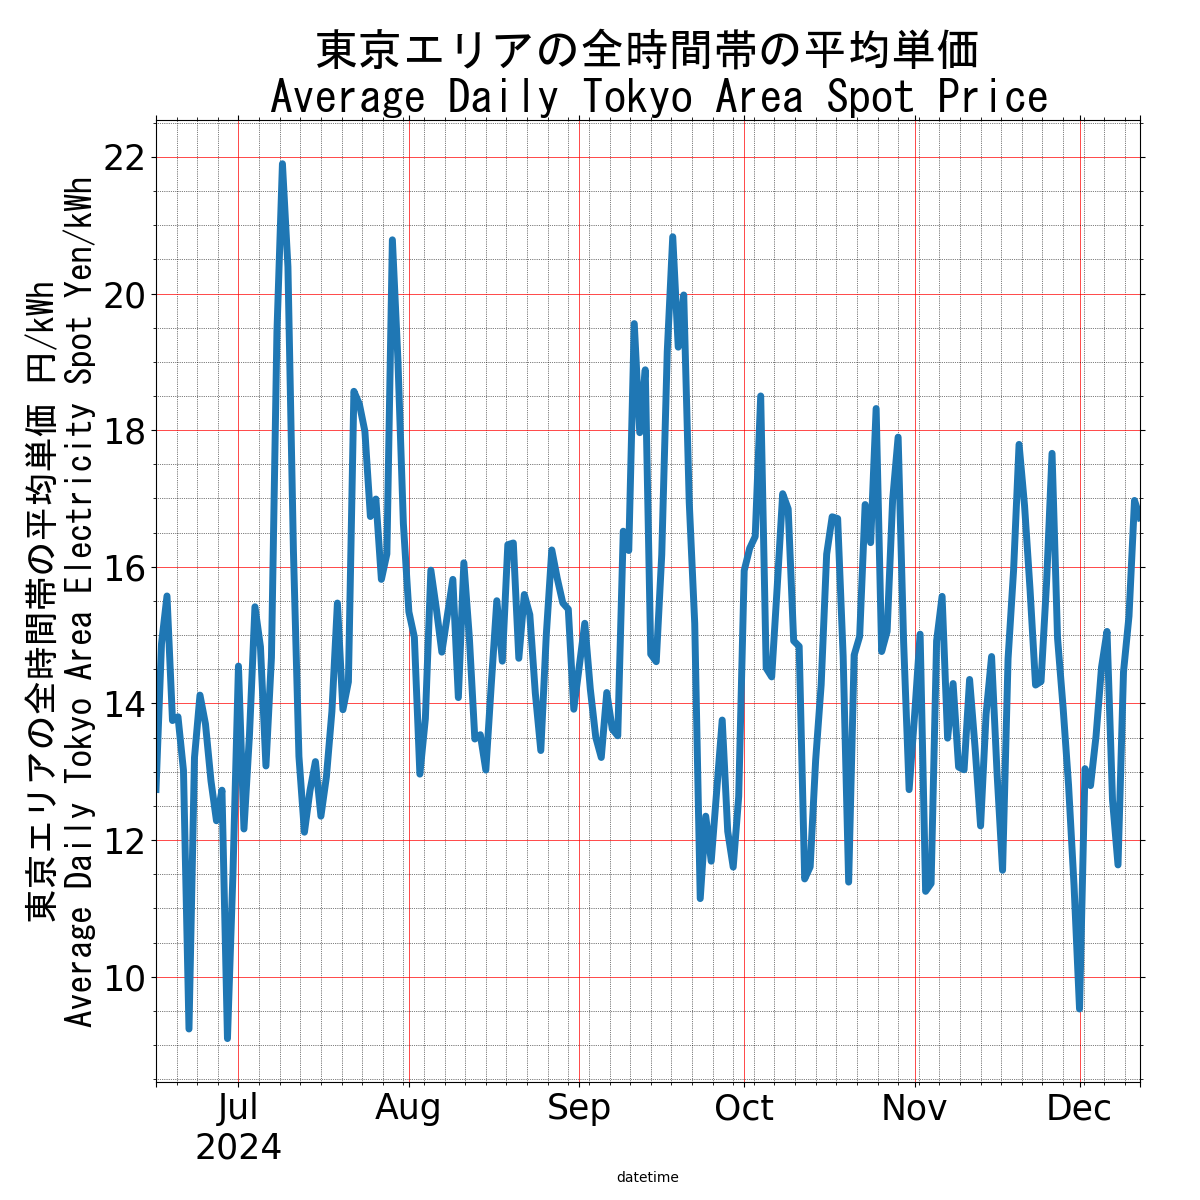 東京エリアの全時間帯の平均単価
Average Daily Tokyo Area Spot Price
東京エリアの全時間帯の平均単価 円/kWh
Average Daily Tokyo Area Electricity Spot Yen/kWh
22
20
18
16
14
12
10
Jul
2024
Aug
Sep
Oct
Nov
Dec
datetime